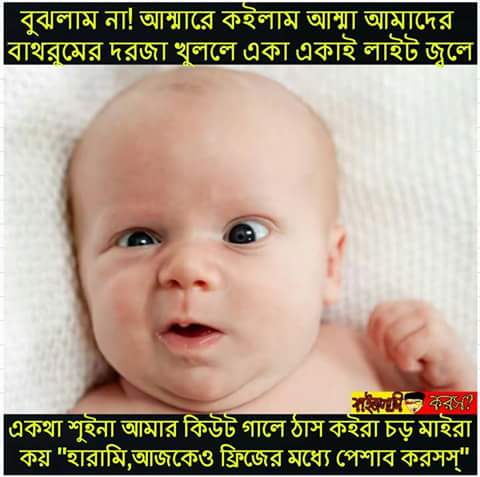 বুঝলাম না! আম্মারে কইলাম আম্মা আমাদের
বাথরুমের দরজা খুললে একা একাই লাইট জ্বলে
করস?
একথা শুইনা আমার কিউট গালে ঠাস কইরা চড় মাইরা
কয় "হারামি,আজকেও ফ্রিজের মধ্যে পেশাব করসস্"